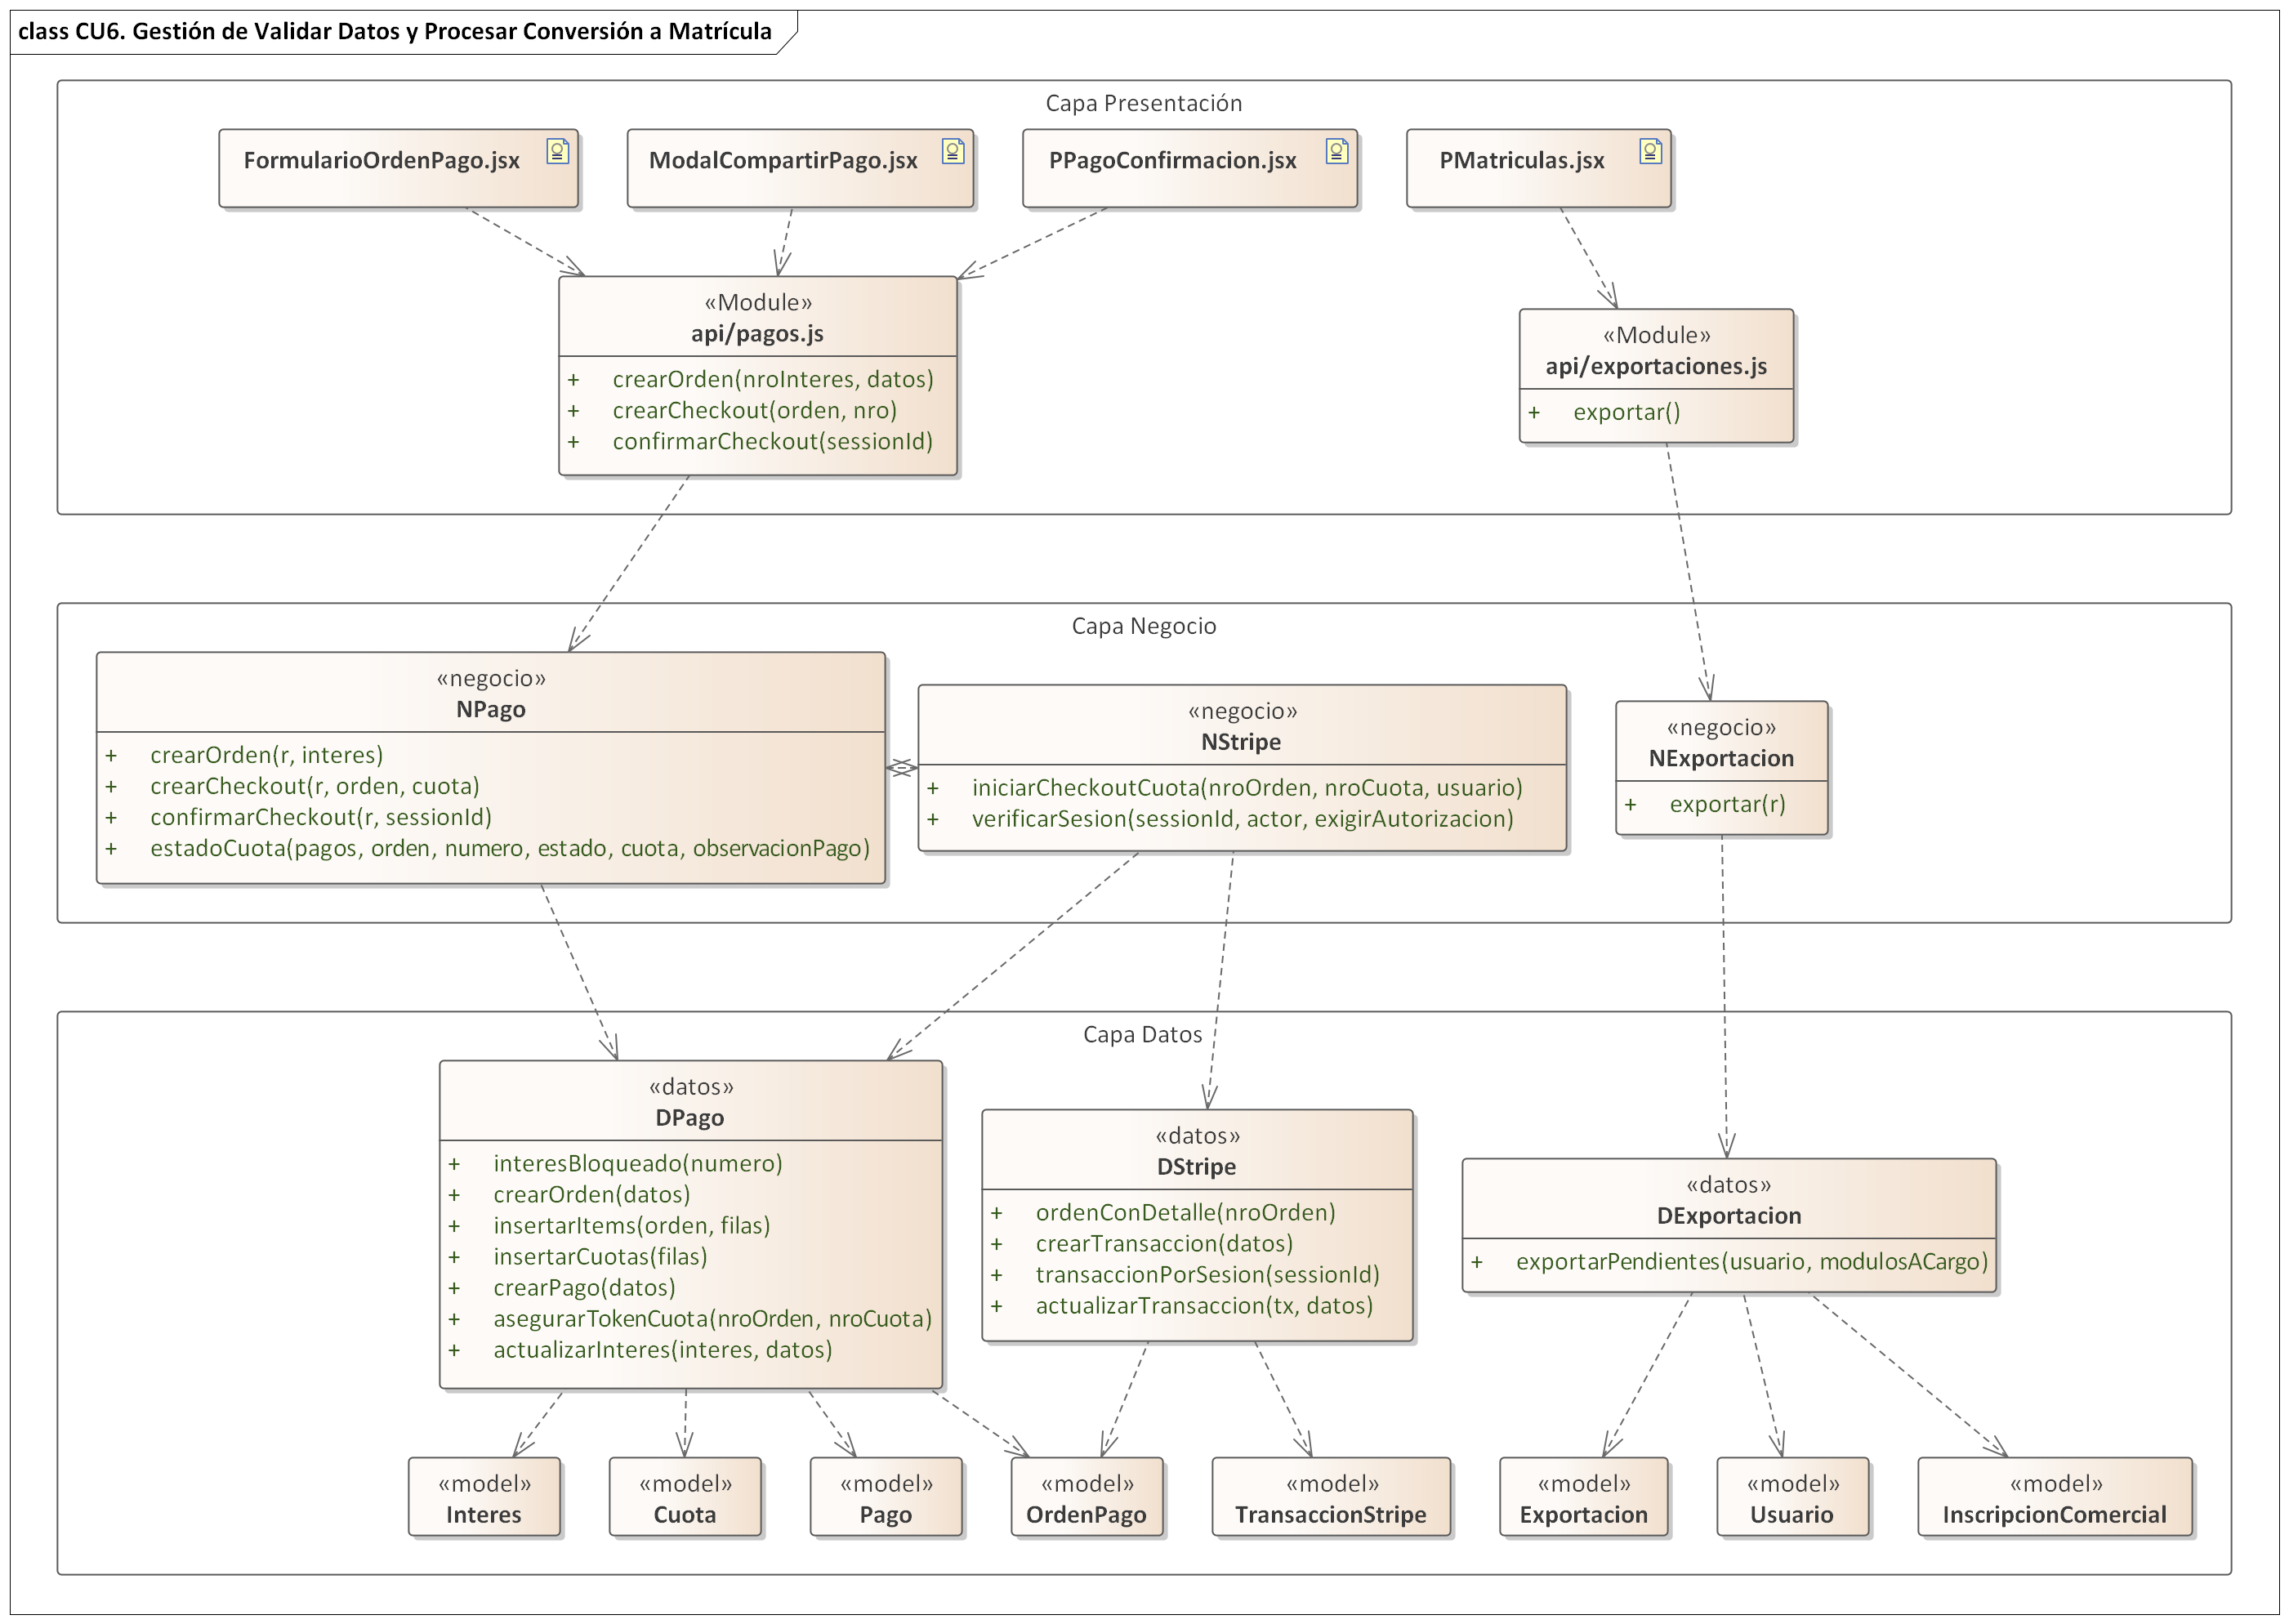 class CU6. Gestión de Validar Datos y Procesar Conversión a Matrícula
Capa Presentación
FormularioOrdenPago.jsx
ModalCompartirPago.jsx
PPagoConfirmacion.jsx
PMatriculas.jsx
«Module»
api/pagos.js
+ crearOrden(nroInteres, datos)
+ crearCheckout(orden, nro)
+ confirmarCheckout(sessionId)
«Module»
api/exportaciones.js
+ exportar()
Capa Negocio
«negocio»
NPago
+ crearOrden(r, interes)
+ crearCheckout(r, orden, cuota)
+ confirmarCheckout(r, sessionId)
+ estadoCuota(pagos, orden, numero, estado, cuota, observacionPago)
«negocio»
NStripe
+ iniciarCheckoutCuota(nroOrden, nroCuota, usuario)
+ verificarSesion(sessionId, actor, exigirAutorizacion)
«negocio»
NExportacion
+ exportar(r)
Capa Datos
«datos»
DPago
+ interesBloqueado(numero)
+ crearOrden(datos)
+ insertarItems(orden, filas)
+ insertarCuotas(filas)
+ crearPago(datos)
+ asegurarTokenCuota(nroOrden, nroCuota)
+ actualizarInteres(interes, datos)
«datos»
DStripe
+ ordenConDetalle(nroOrden)
+ crearTransaccion(datos)
+ transaccionPorSesion(sessionId)
+ actualizarTransaccion(tx, datos)
«datos»
DExportacion
+ exportarPendientes(usuario, modulosACargo)
«model»
Interes
«model»
Cuota
«model»
Pago
«model»
OrdenPago
«model»
TransaccionStripe
«model»
Exportacion
«model»
Usuario
«model»
InscripcionComercial